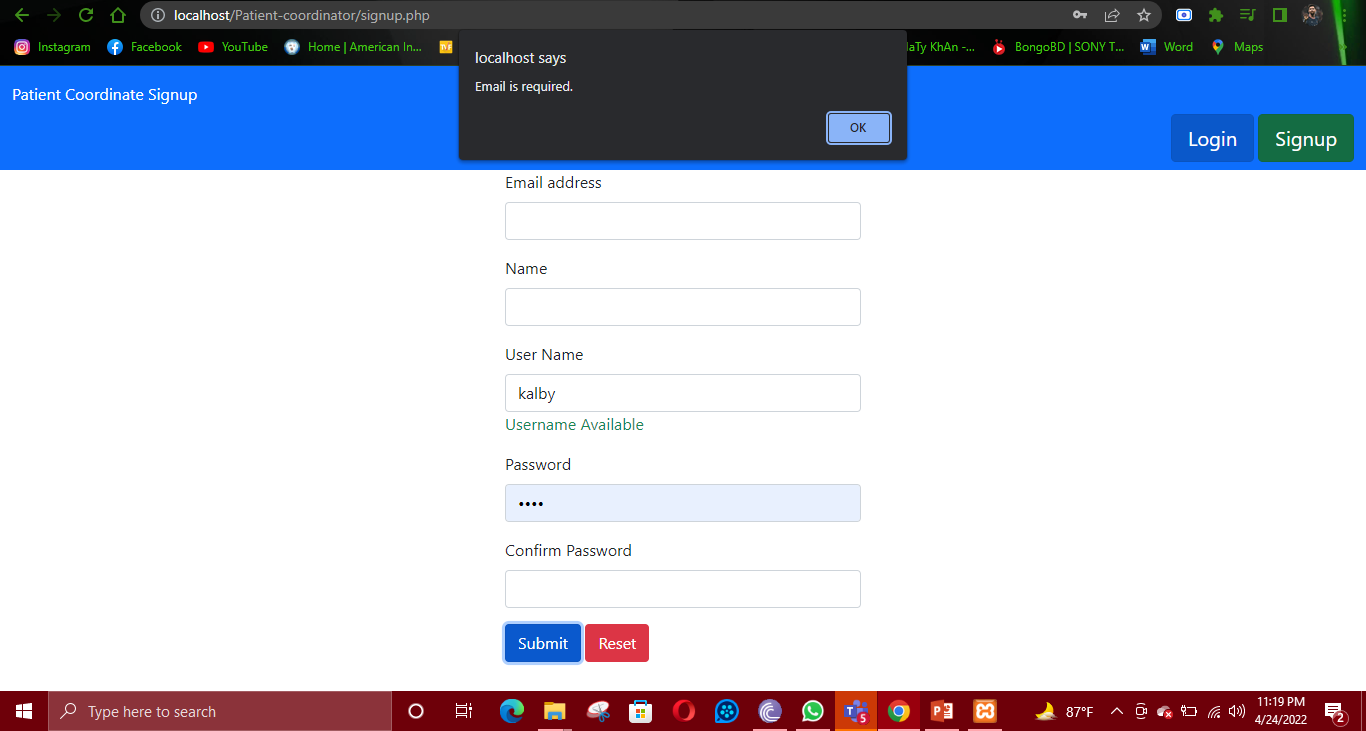 localhost/Patient-coordinator/signup.php
Instagram
Facebook
YouTube
Home | American In...
laTy KhAn -...
BongoBD | SONY T...
Word
Maps
localhost says
Email is required.
OK
Patient Coordinate Signup
Login
Signup
Email address
Name
User Name
kalby
Username Available
Password
••••
Confirm Password
Submit
Reset
Type here to search
5
87°F
11:19 PM
4/24/2022
2